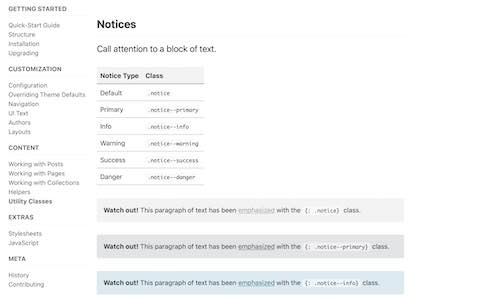 GETTING STARTED
Quick-Start Guide
Structure
Installation
Upgrading
CUSTOMIZATION
Configuration
Overriding Theme Defaults
Navigation
UI Text
Authors
Layouts
CONTENT
Working with Posts
Working with Pages
Working with Collections
Helpers
Utility Classes
EXTRAS
Stylesheets
JavaScript
META
History
Contributing
Notices
Call attention to a block of text.
Notice Type Class
Default .notice
Primary .notice--primary
Info .notice--info
Warning .notice--warning
Success .notice--success
Danger .notice--danger
Watch out! This paragraph of text has been emphasized with the {: .notice} class.
Watch out! This paragraph of text has been emphasized with the {: .notice--primary} class.
Watch out! This paragraph of text has been emphasized with the {: .notice--info} class.